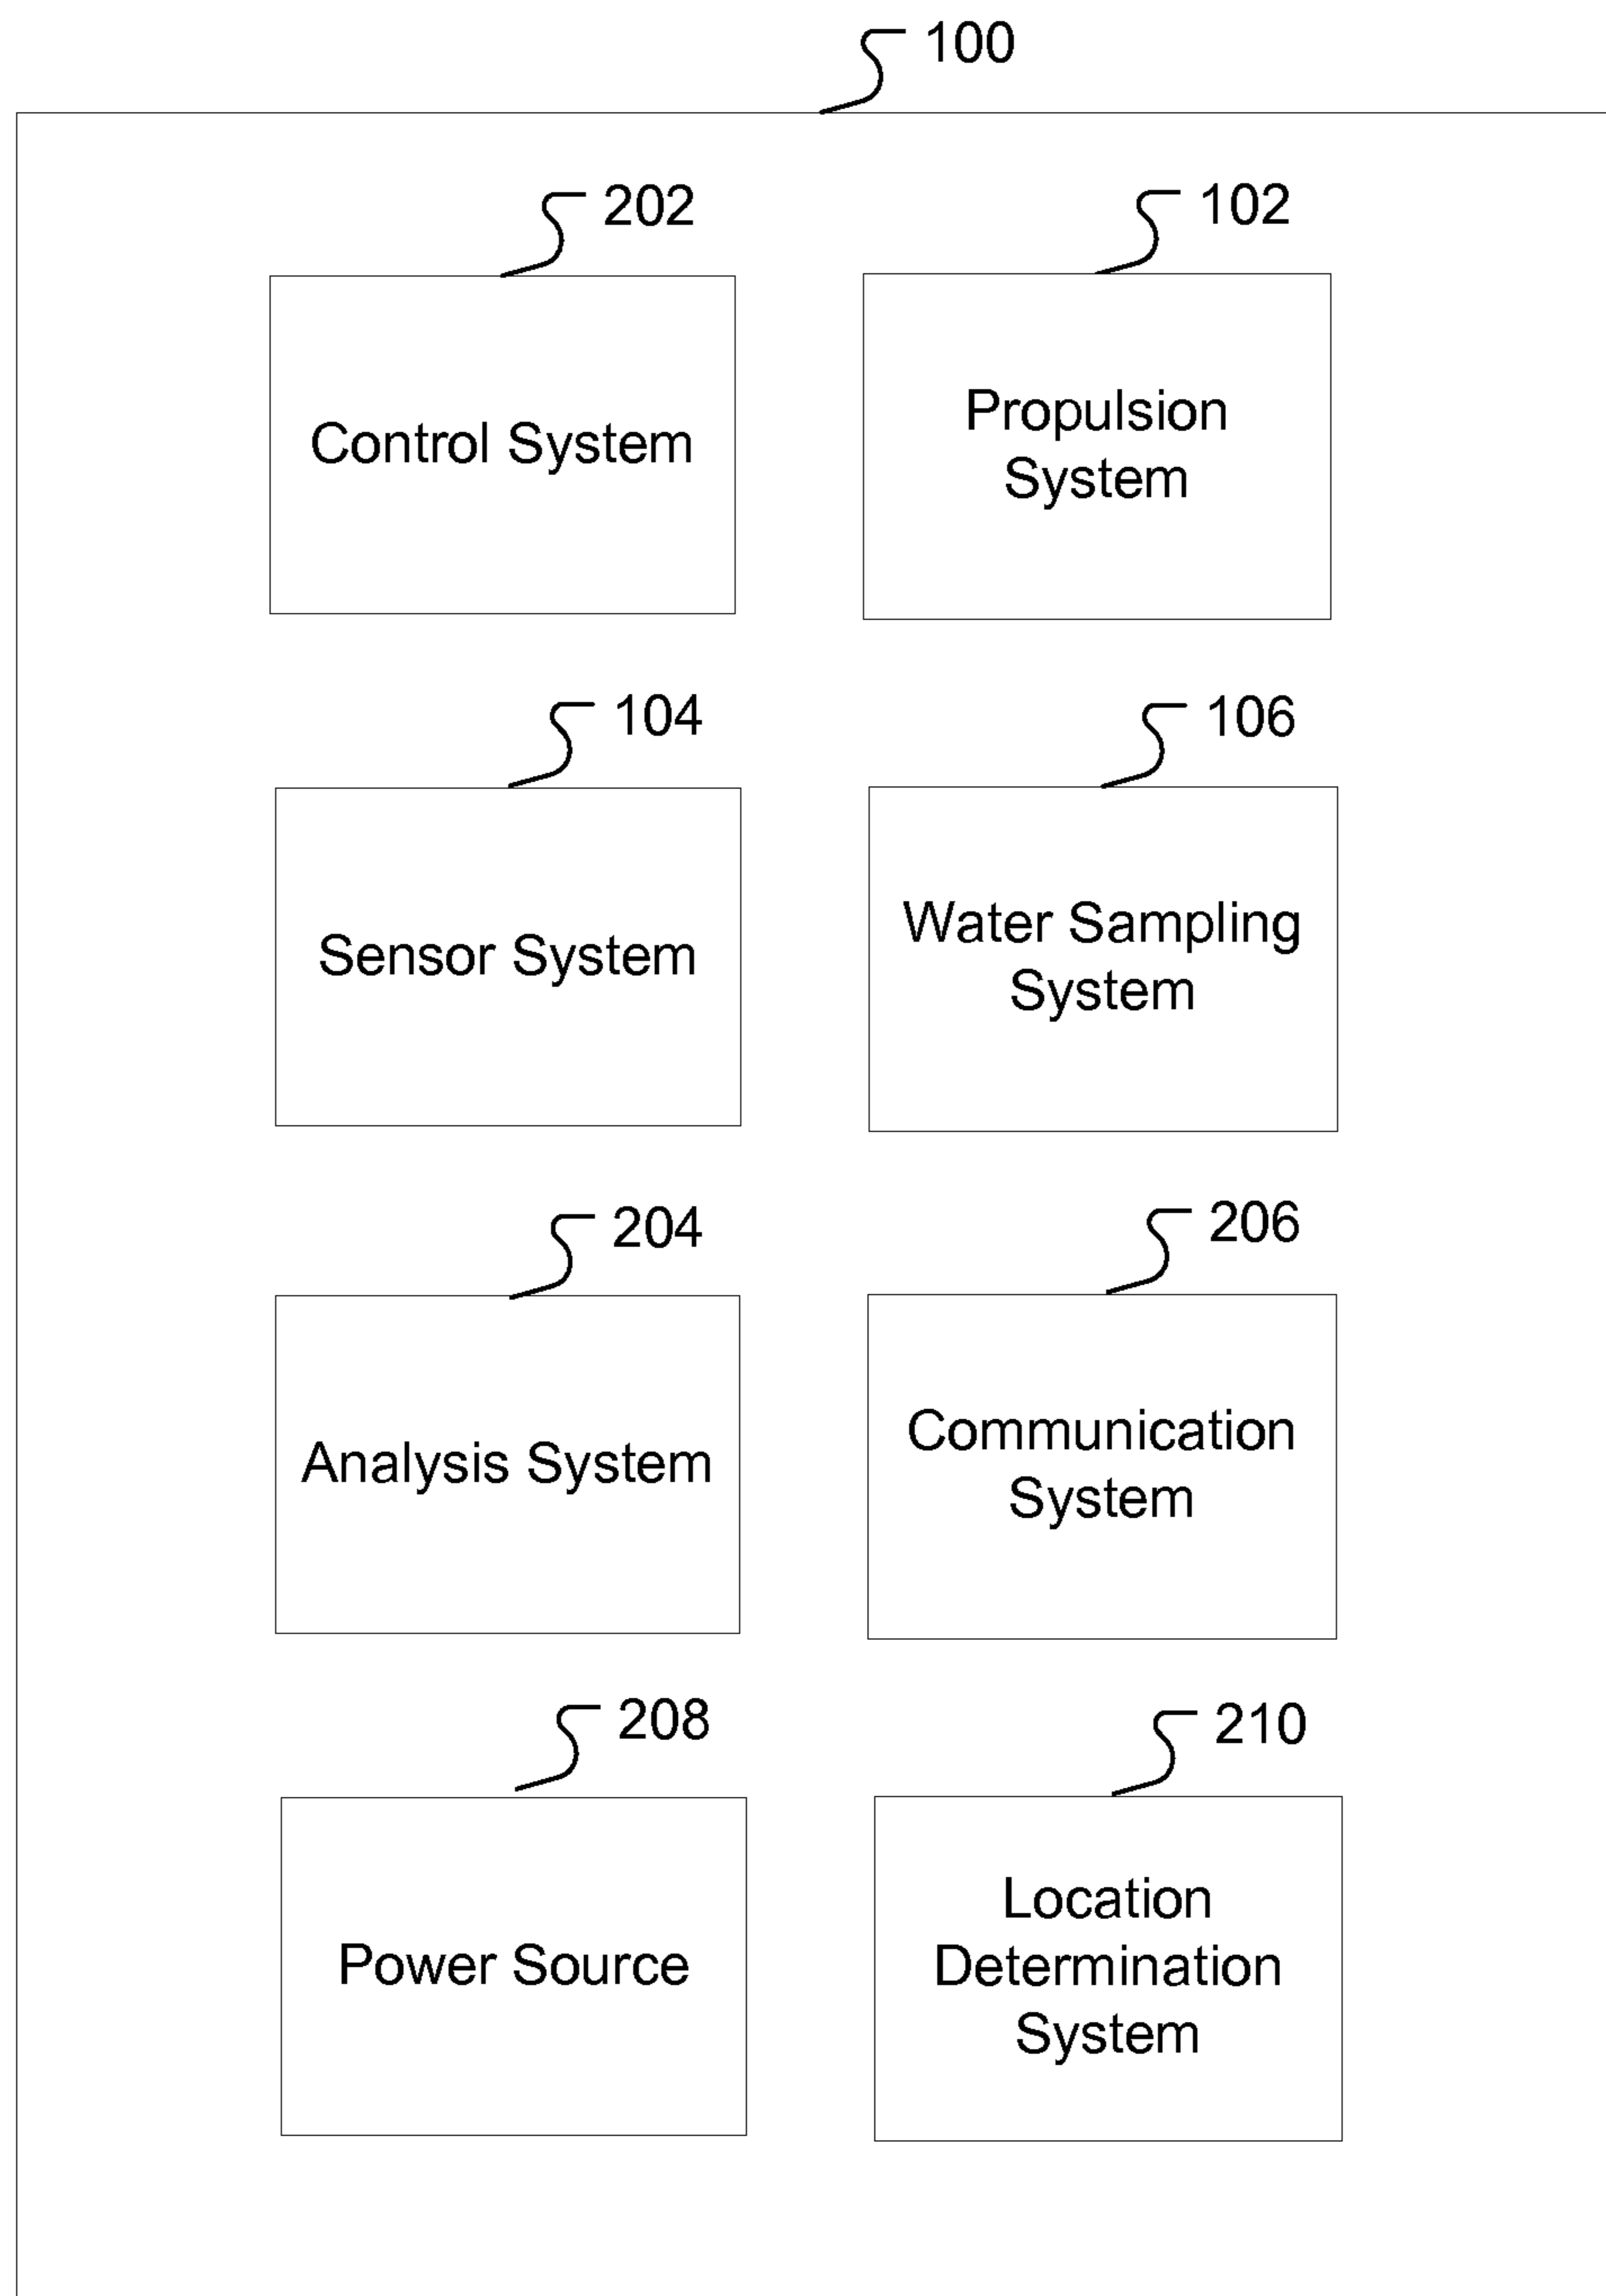 100
202
102
Control System
Propulsion
System
104
106
Sensor System
Water Sampling
System
204
206
Analysis System
Communication
System
208
210
Power Source
Location
Determination
System